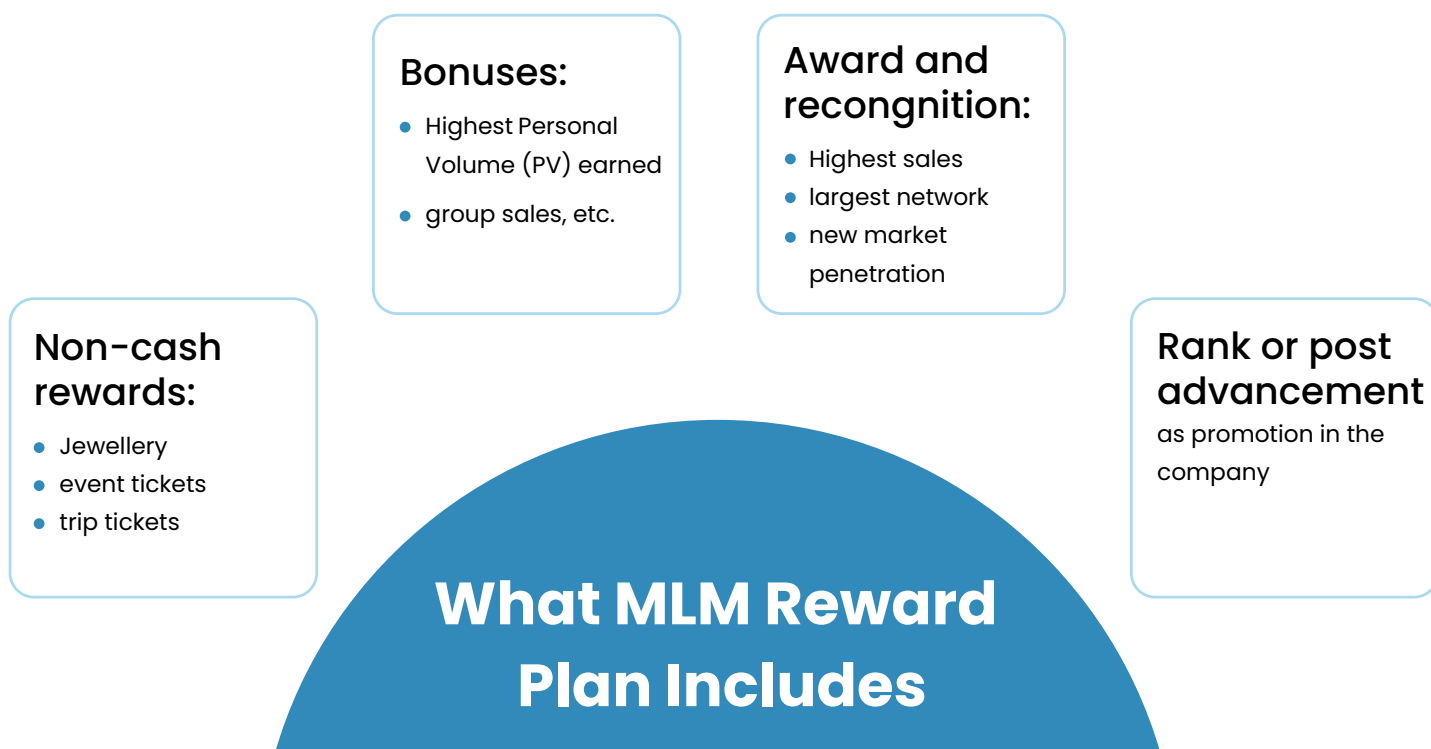 Bonuses:
Highest Personal
Volume (PV) earned
group sales, etc.
Award and
recongnition:
Highest sales
largest network
new market
penetration
Non-cash
rewards:
Jewellery
event tickets
trip tickets
Rank or post
advancement
as promotion in the
company
What MLM Reward
Plan Includes